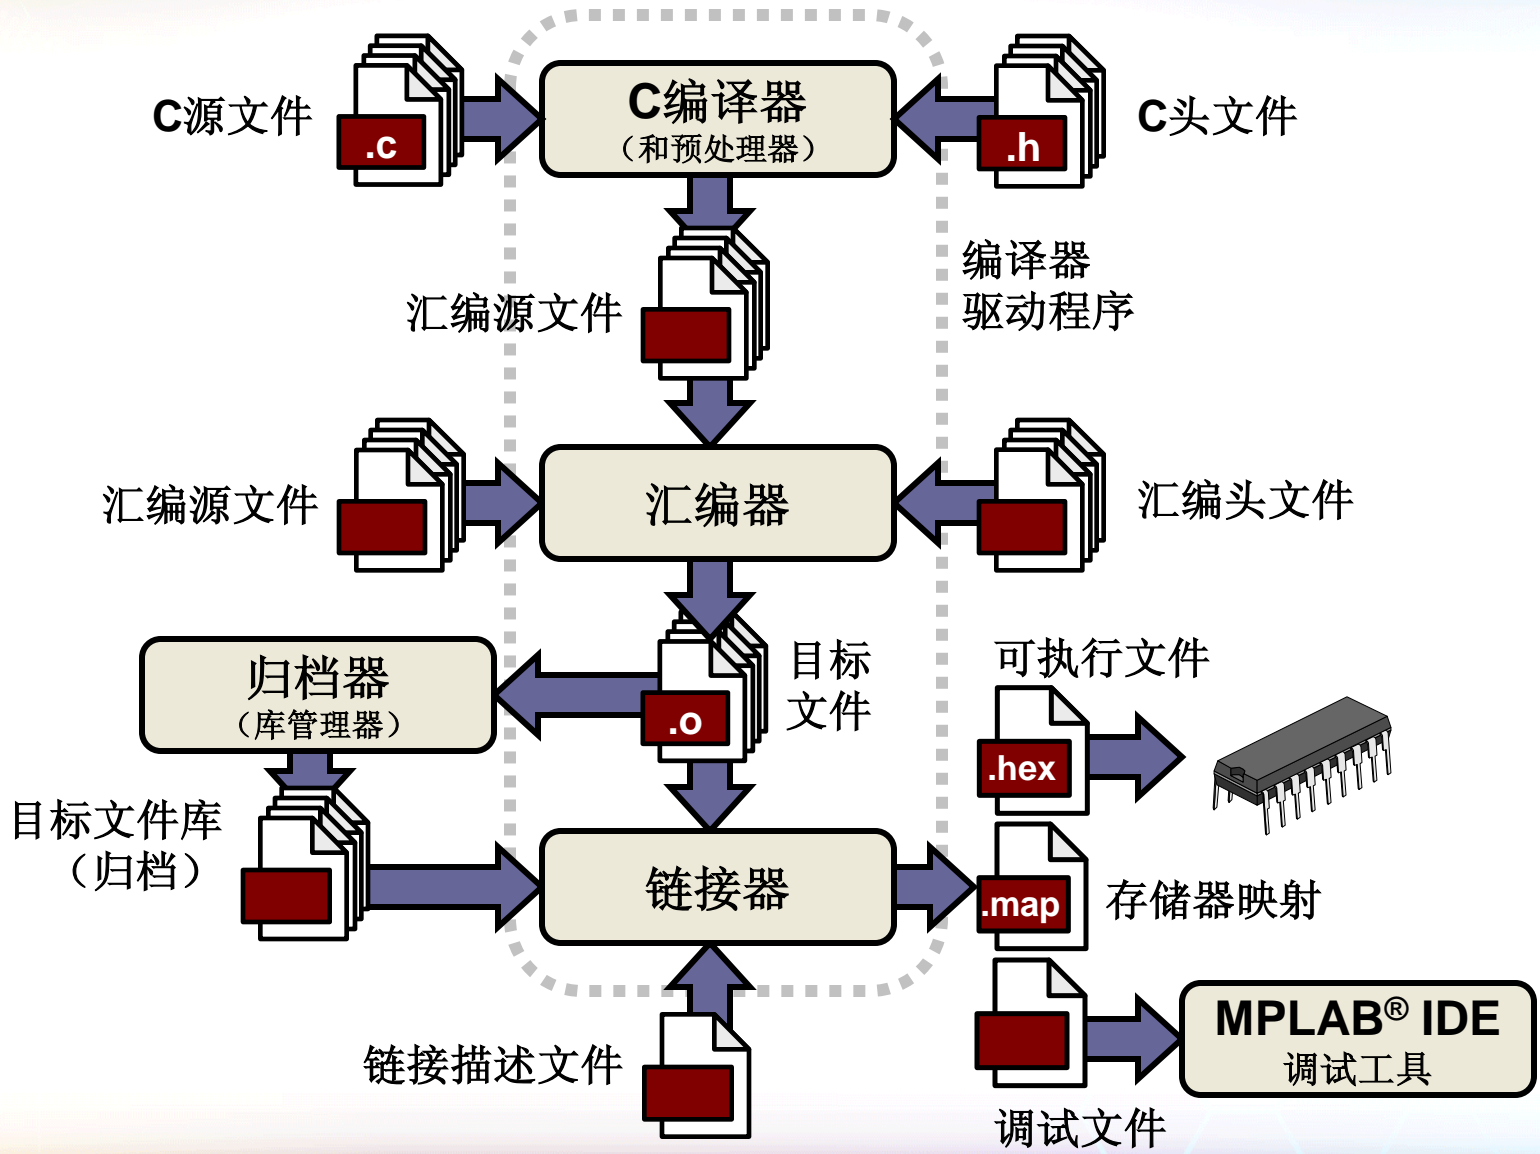 C源文件
.c
C编译器
（和预处理器）
.h
C头文件
汇编源文件
编译器
驱动程序
汇编源文件
汇编器
汇编头文件
归档器
（库管理器）
.o
目标
文件
可执行文件
.hex
目标文件库
（归档）
链接器
.map
存储器映射
链接描述文件
MPLAB® IDE
调试工具
调试文件